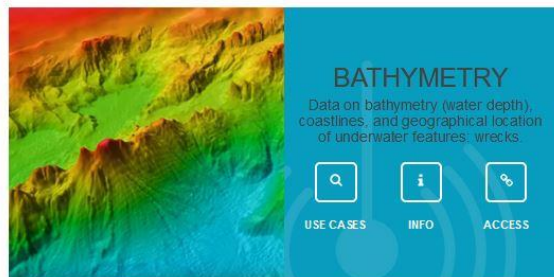 BATHYMETRY
Data on bathymetry (water depth),
coastlines, and geographical location
of underwater features: wrecks.
USE CASES INFO ACCESS